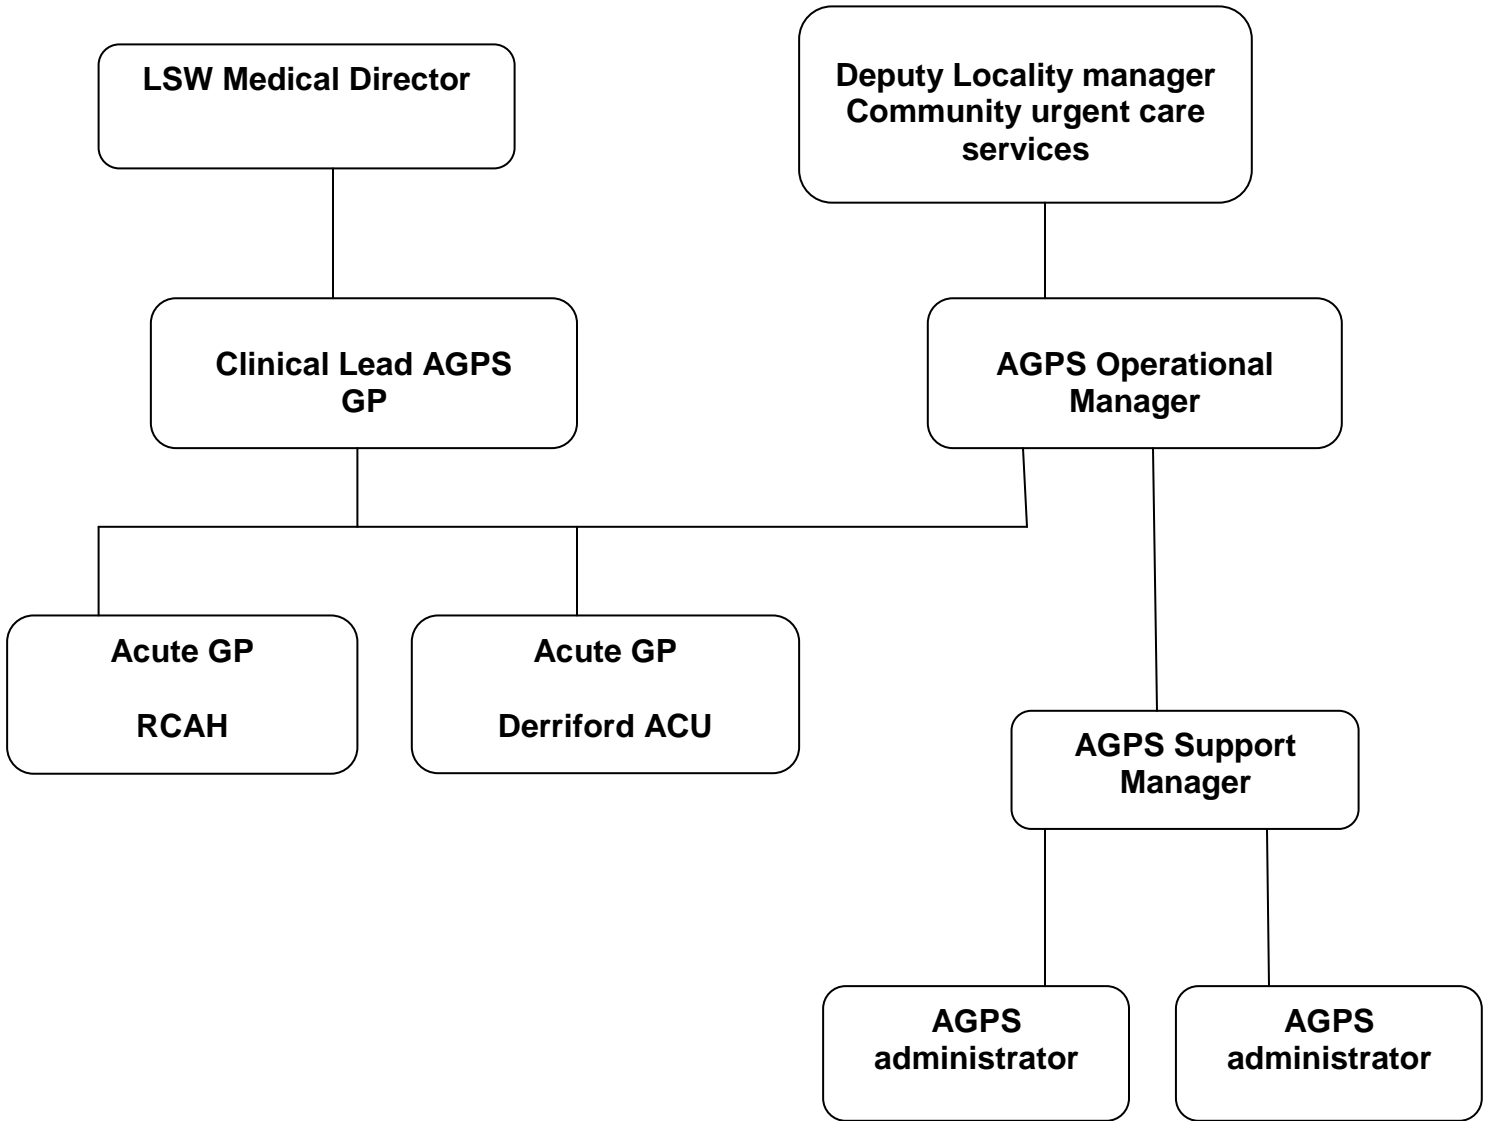 LSW Medical Director
Deputy Locality manager
Community urgent care
services
Clinical Lead AGPS
GP
AGPS Operational
Manager
Acute GP
RCAH
Acute GP
Derriford ACU
AGPS Support
Manager
AGPS
administrator
AGPS
administrator